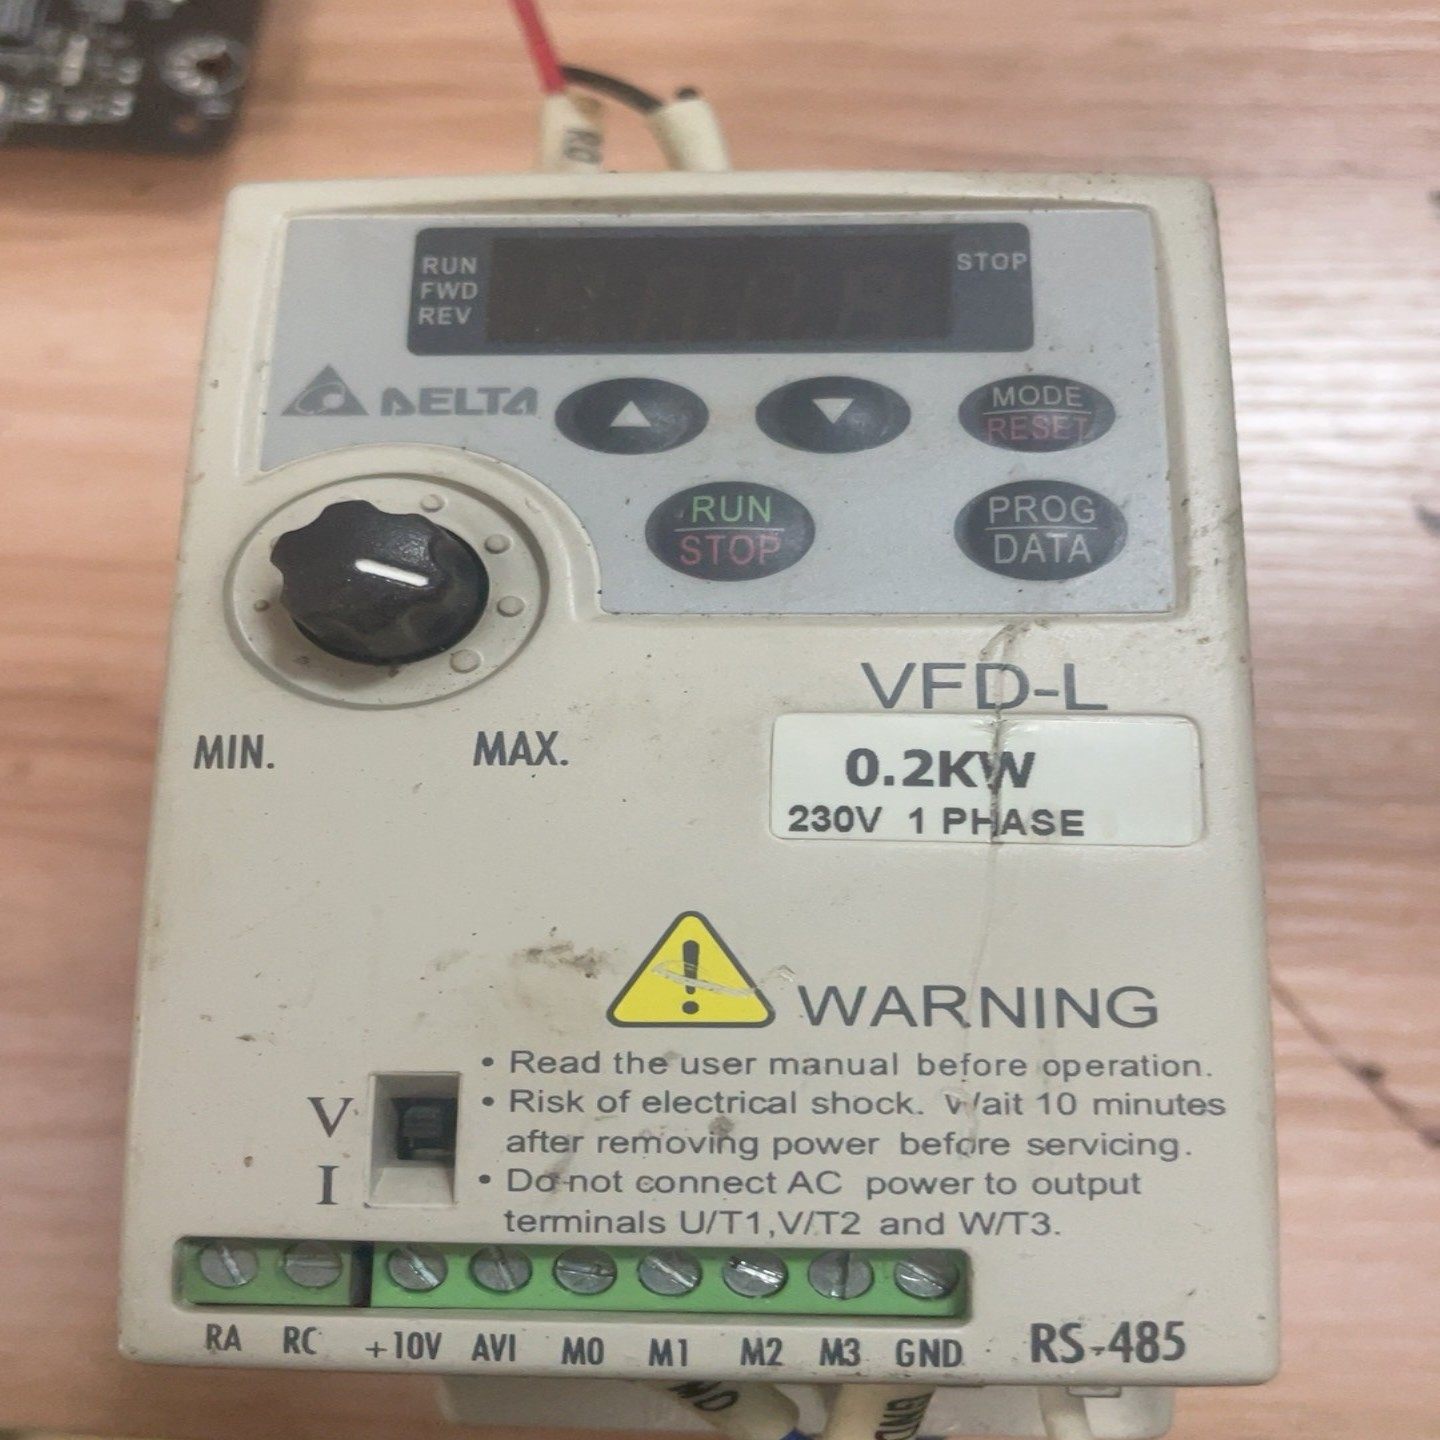 RUN
FWD
REV
STOP
DELTA
MODE
RESET
RUN
STOP
PROG
DATA
MIN.
MAX.
VFD-L
0.2KW
230V 1 PHASE
WARNING
• Read the user manual before operation.
• Risk of electrical shock. Wait 10 minutes
after removing power before servicing.
• Do not connect AC power to output
terminals U/T1,V/T2 and W/T3.
V
I
RA RC +10V AVI M0 M1 M2 M3 GND RS-485